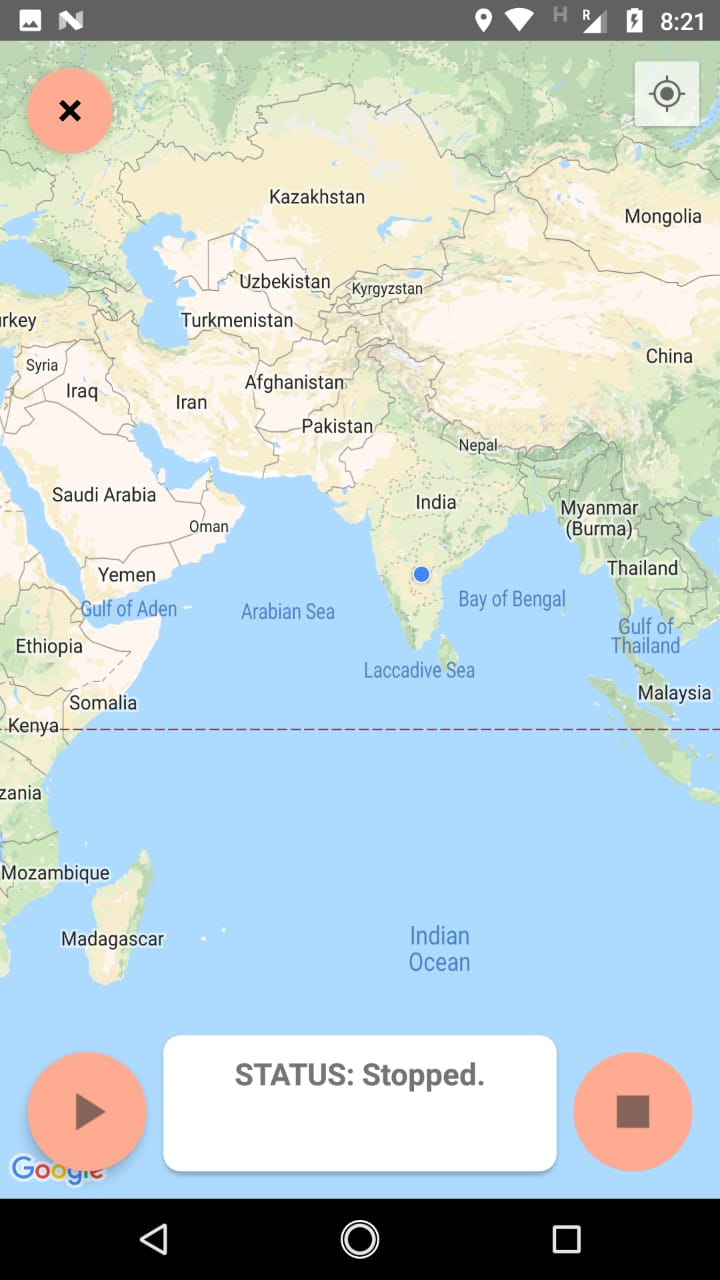 H R 8:21
Kazakhstan
Mongolia
Uzbekistan
Kyrgyzstan
rkey
Turkmenistan
China
Syria
Afghanistan
Iraq
Iran
Pakistan
Nepal
Saudi Arabia
India
Oman
Myanmar
(Burma)
Yemen
Thailand
Gulf of Aden
Arabian Sea
Bay of Bengal
Gulf of
Thailand
Ethiopia
Laccadive Sea
Malaysia
Somalia
Kenya
zania
Mozambique
Madagascar
Indian
Ocean
STATUS: Stopped.
Google